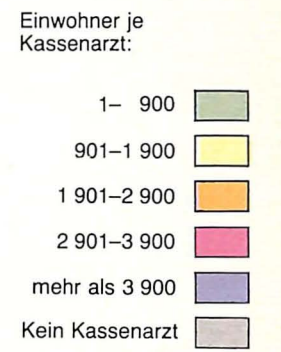 Einwohner je
Kassenarzt:
1– 900
901–1 900
1 901–2 900
2 901–3 900
mehr als 3 900
Kein Kassenarzt